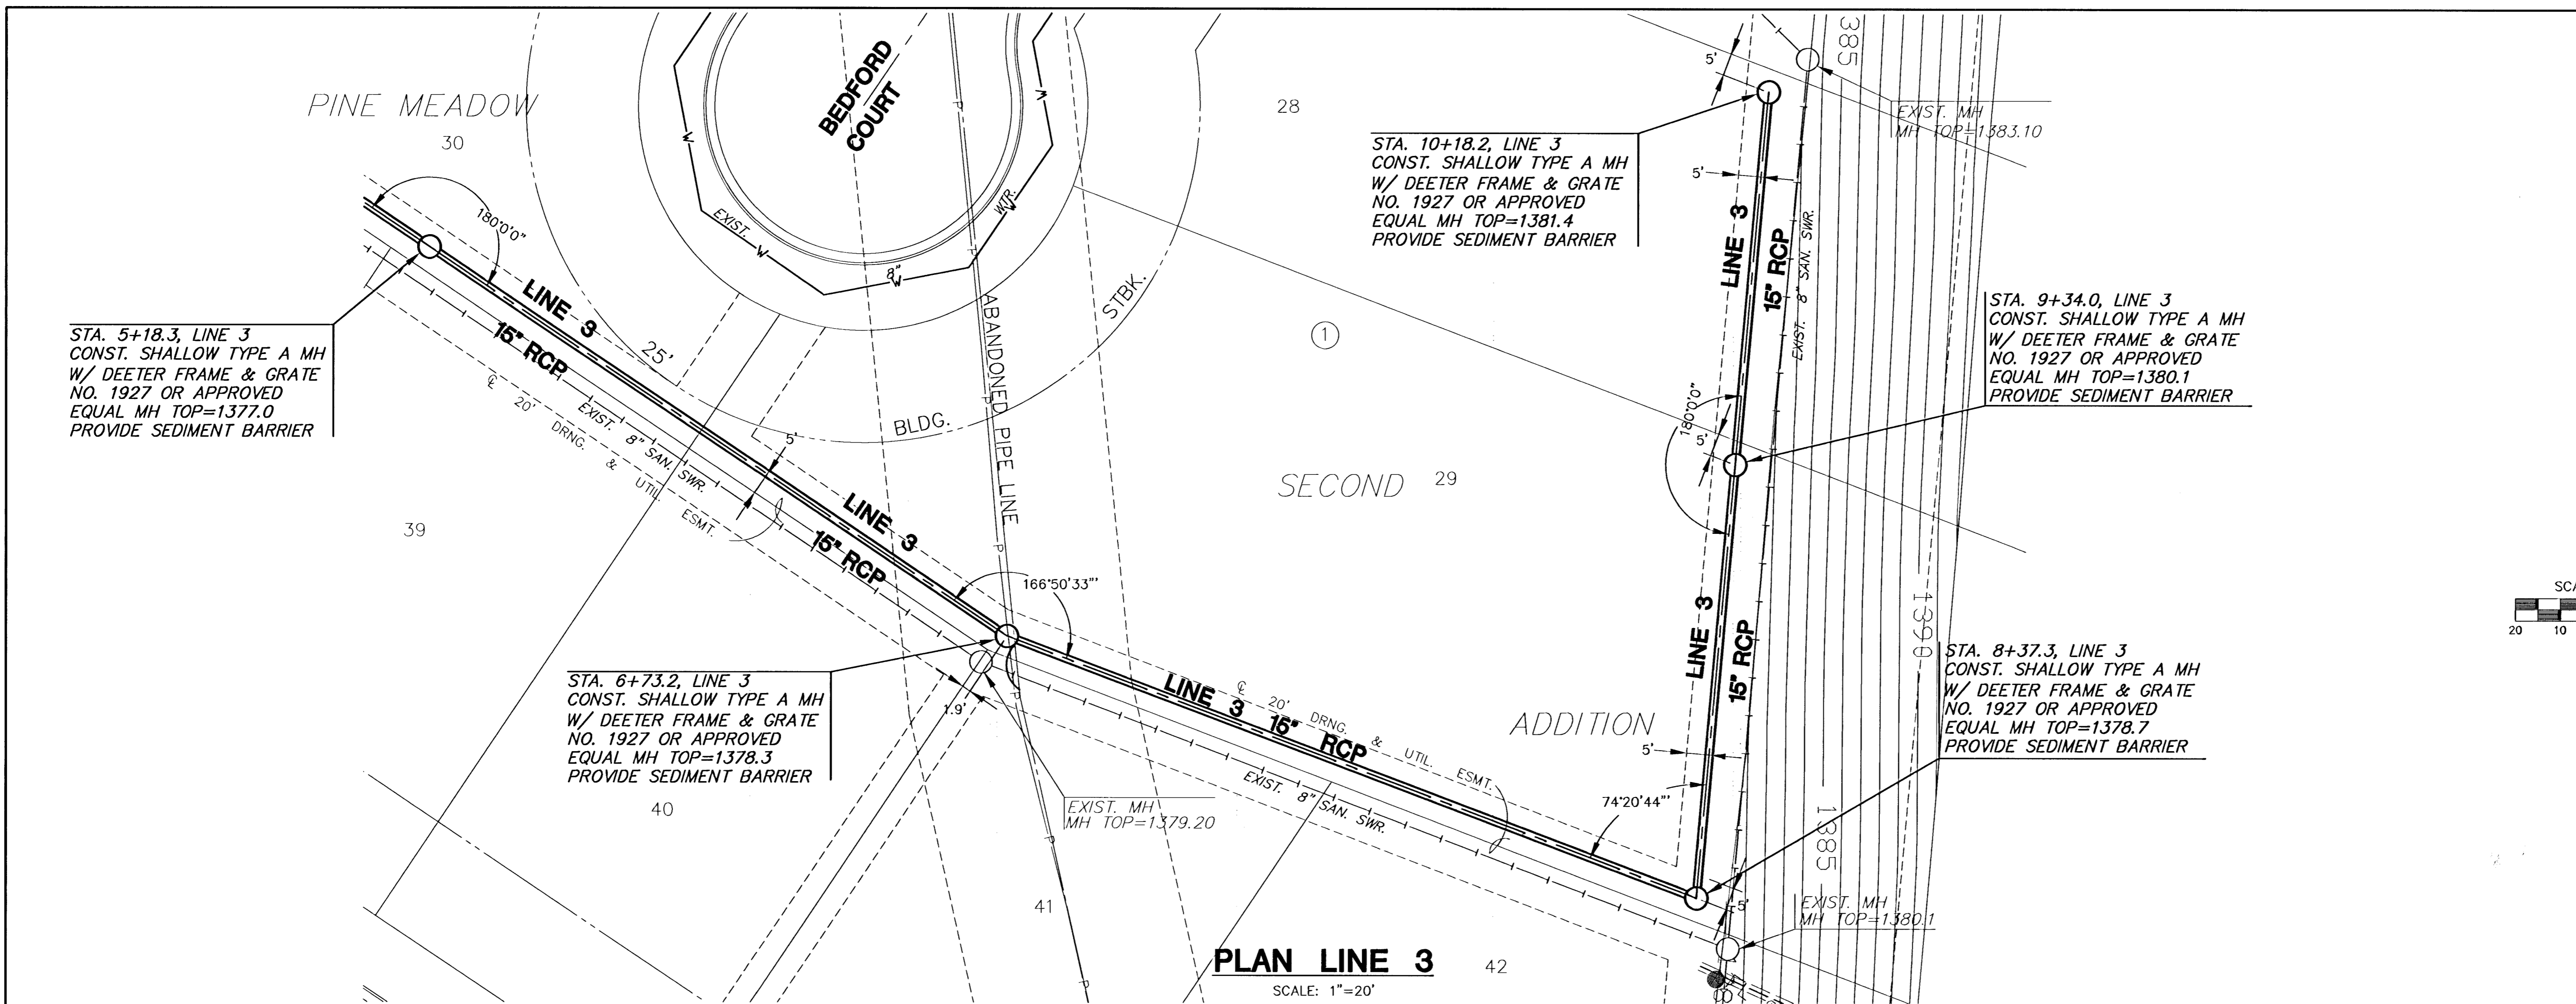 PINE MEADOW
30
BEDFORD
COURT
28
385
EXIST. MH
MH TOP=1383.10
5'
STA. 10+18.2, LINE 3
CONST. SHALLOW TYPE A MH
W/ DEETER FRAME & GRATE
NO. 1927 OR APPROVED
EQUAL MH TOP=1381.4
PROVIDE SEDIMENT BARRIER
5'
LINE 3
15" RCP
EXIST. 8" SAN. SWR.
W
W
W
W
W
W
EXIST.
8"
WTR.
180°0'0"
STA. 5+18.3, LINE 3
CONST. SHALLOW TYPE A MH
W/ DEETER FRAME & GRATE
NO. 1927 OR APPROVED
EQUAL MH TOP=1377.0
PROVIDE SEDIMENT BARRIER
LINE 3
15" RCP
25'
BLDG.
STBK.
ABANDONED PIPE LINE
P
P
P
P
P
P
P
1
STA. 9+34.0, LINE 3
CONST. SHALLOW TYPE A MH
W/ DEETER FRAME & GRATE
NO. 1927 OR APPROVED
EQUAL MH TOP=1380.1
PROVIDE SEDIMENT BARRIER
180°0'0"
5'
℄ 20' DRNG. & UTIL. ESMT.
EXIST. 8" SAN. SWR.
5'
39
SECOND
29
LINE 3
15" RCP
166°50'33"'
STA. 6+73.2, LINE 3
CONST. SHALLOW TYPE A MH
W/ DEETER FRAME & GRATE
NO. 1927 OR APPROVED
EQUAL MH TOP=1378.3
PROVIDE SEDIMENT BARRIER
1.9'
EXIST. MH
MH TOP=1379.20
40
41
LINE 3 15" RCP
℄ 20' DRNG. & UTIL. ESMT.
EXIST. 8" SAN. SWR.
ADDITION
5'
74°20'44"'
LINE 3
15" RCP
1390
1385
STA. 8+37.3, LINE 3
CONST. SHALLOW TYPE A MH
W/ DEETER FRAME & GRATE
NO. 1927 OR APPROVED
EQUAL MH TOP=1378.7
PROVIDE SEDIMENT BARRIER
5'
EXIST. MH
MH TOP=1380.1
42
PLAN LINE 3
SCALE: 1"=20'
SCA
20 10